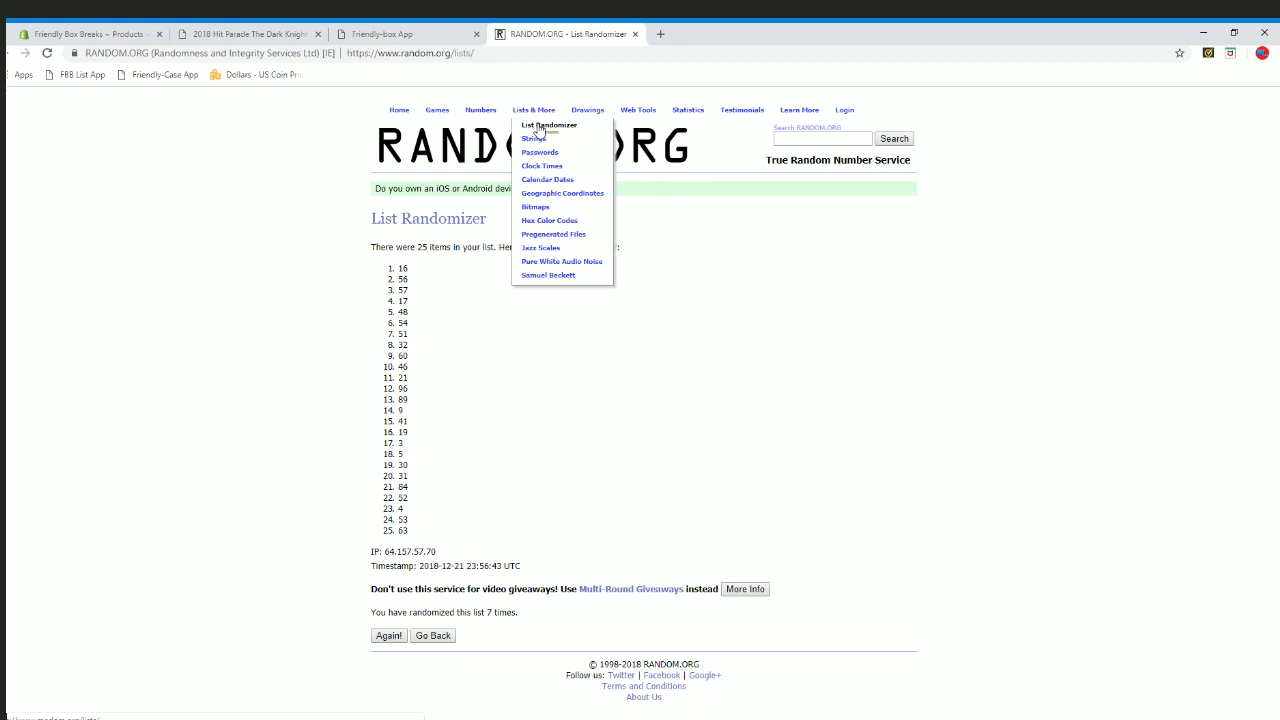 Friendly Box Breaks ~ Products ~
2018 Hit Parade The Dark Knight
Friendly-box App
RANDOM.ORG - List Randomizer
RANDOM.ORG (Randomness and Integrity Services Ltd) [IE] | https://www.random.org/lists/
Apps
FBB List App
Friendly-Case App
Dollars - US Coin Pri
Home
Games
Numbers
Lists & More
Drawings
Web Tools
Statistics
Testimonials
Learn More
Login
List Randomizer
Strings
Passwords
Clock Times
Calendar Dates
Geographic Coordinates
Bitmaps
Hex Color Codes
Pregenerated Files
Jazz Scales
Pure White Audio Noise
Samuel Beckett
Search RANDOM.ORG
Search
True Random Number Service
Do you own an iOS or Android
List Randomizer
There were 25 items in your list.
1. 16
2. 56
3. 57
4. 17
5. 48
6. 54
7. 51
8. 32
9. 60
10. 46
11. 21
12. 96
13. 89
14. 9
15. 41
16. 19
17. 3
18. 5
19. 30
20. 31
21. 84
22. 52
23. 4
24. 53
25. 63
IP: 64.157.57.70
Timestamp: 2018-12-21 23:56:43 UTC
Don't use this service for video giveaways! Use Multi-Round Giveaways instead
More Info
You have randomized this list 7 times.
Again!
Go Back
© 1998-2018 RANDOM.ORG
Follow us: Twitter | Facebook | Google+
Terms and Conditions
About Us